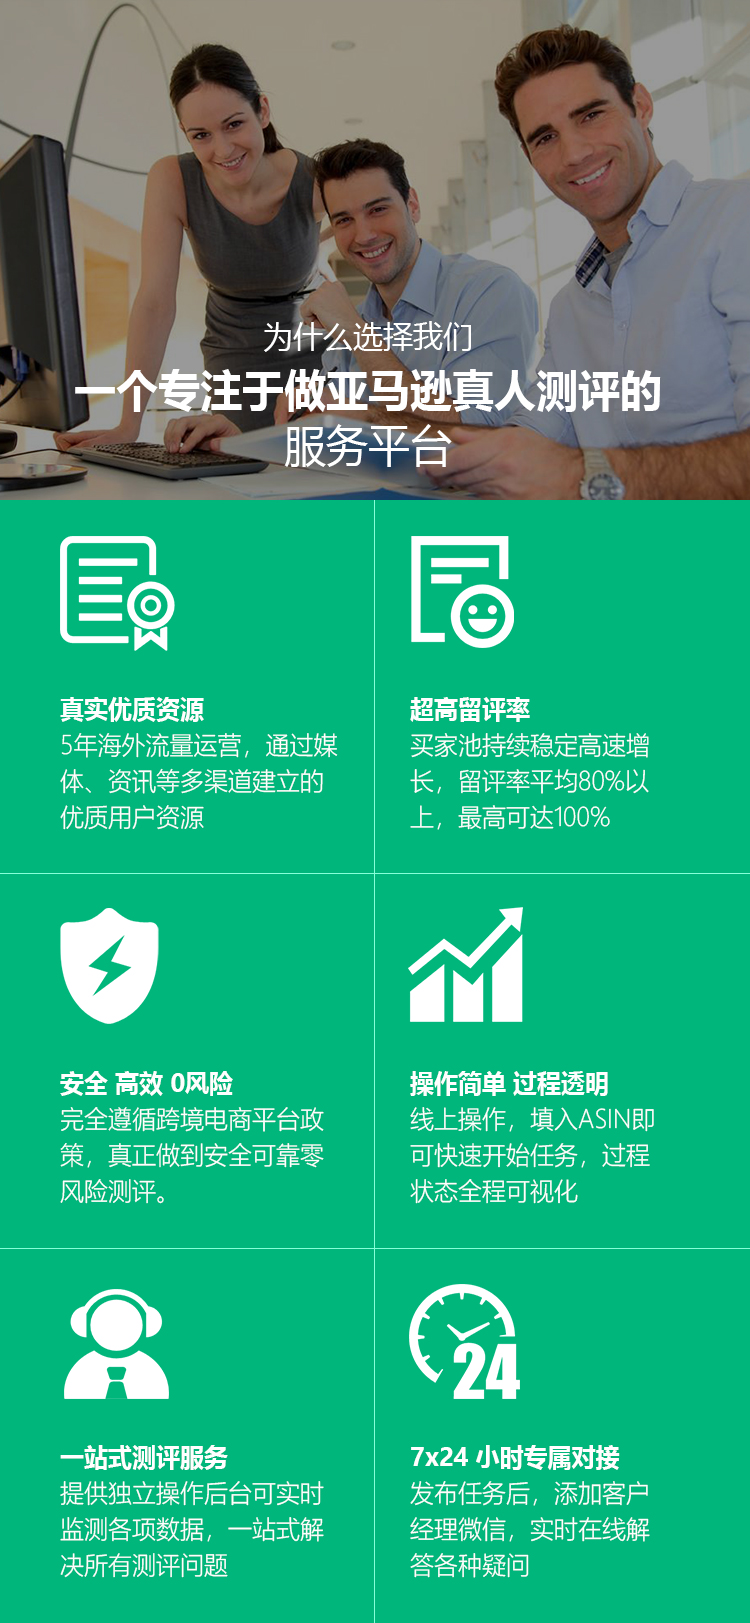 为什么选择我们
一个专注于做亚马逊真人测评的
服务平台
真实优质资源
5年海外流量运营，通过媒
体、资讯等多渠道建立的
优质用户资源
超高留评率
买家池持续稳定高速增
长，留评率平均80%以
上，最高可达100%
安全 高效 0风险
完全遵循跨境电商平台政
策，真正做到安全可靠零
风险测评。
操作简单 过程透明
线上操作，填入ASIN即
可快速开始任务，过程
状态全程可视化
24
一站式测评服务
提供独立操作后台可实时
监测各项数据，一站式解
决所有测评问题
7x24 小时专属对接
发布任务后，添加客户
经理微信，实时在线解
答各种疑问